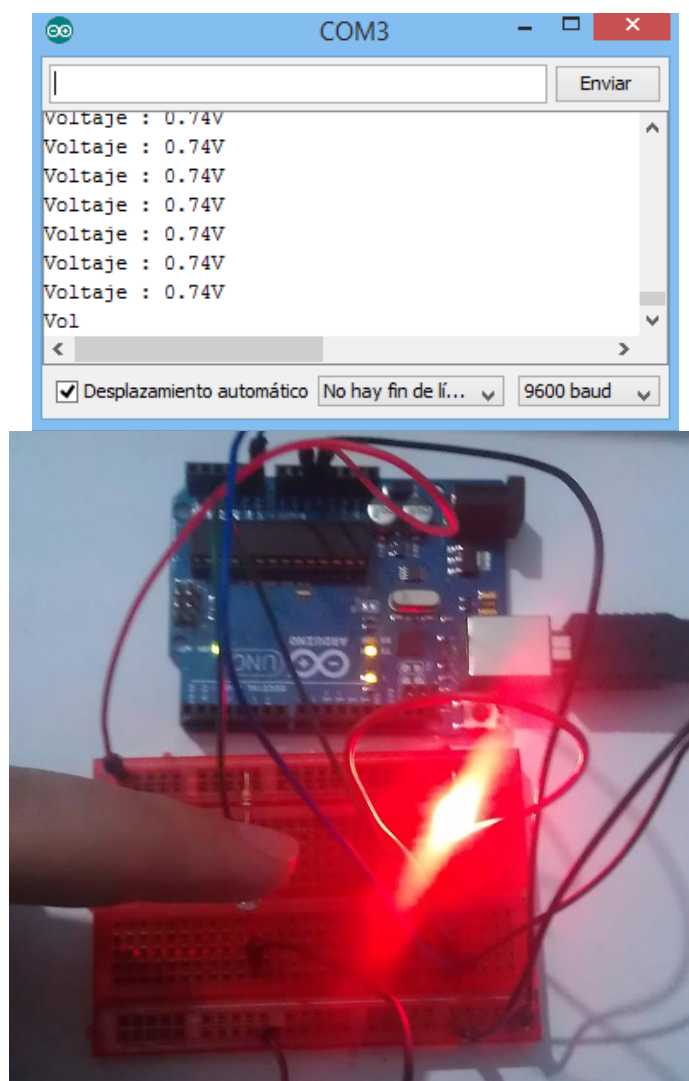 COM3
Enviar
Voltaje : 0.74V
Voltaje : 0.74V
Voltaje : 0.74V
Voltaje : 0.74V
Voltaje : 0.74V
Voltaje : 0.74V
Voltaje : 0.74V
Vol
Desplazamiento automático No hay fin de lí... 9600 baud
UNO
ARDUINO